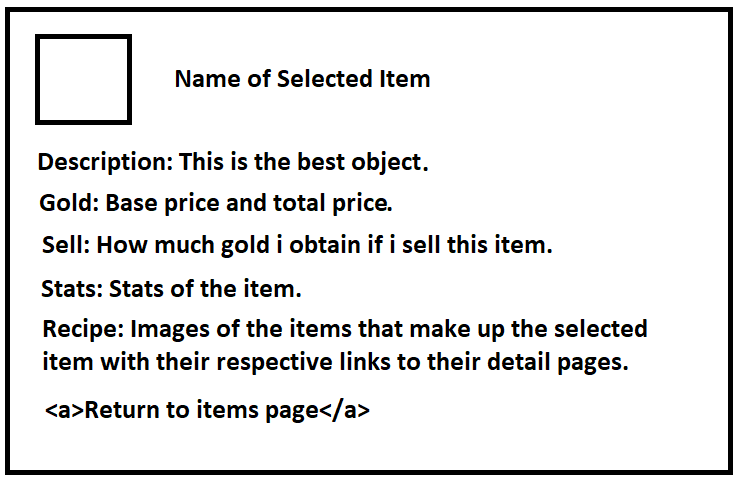 Name of Selected Item
Description: This is the best object.
Gold: Base price and total price.
Sell: How much gold i obtain if i sell this item.
Stats: Stats of the item.
Recipe: Images of the items that make up the selected
item with their respective links to their detail pages.
<a>Return to items page</a>